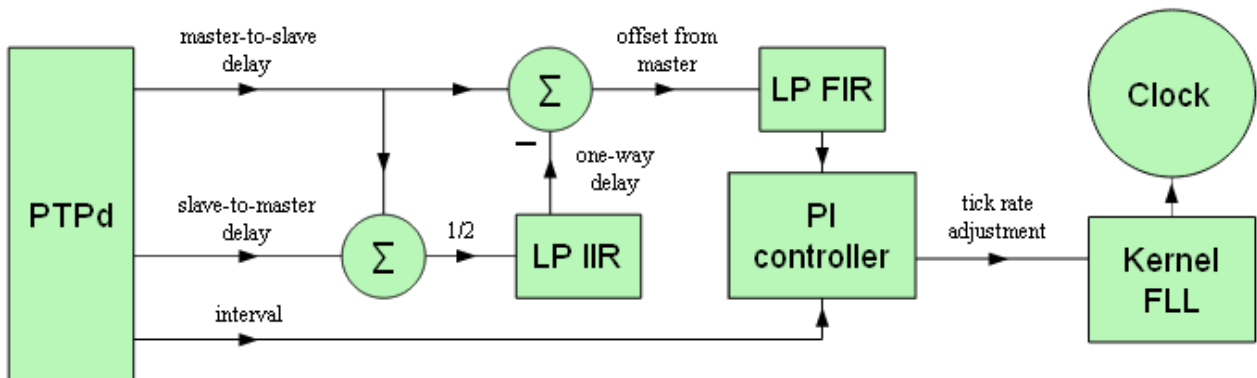 master-to-slave
delay
offset from
master
Σ
LP FIR
Clock
PTPd
–
one-way
delay
slave-to-master
delay
Σ
1/2
LP IIR
PI
controller
tick rate
adjustment
Kernel
FLL
interval